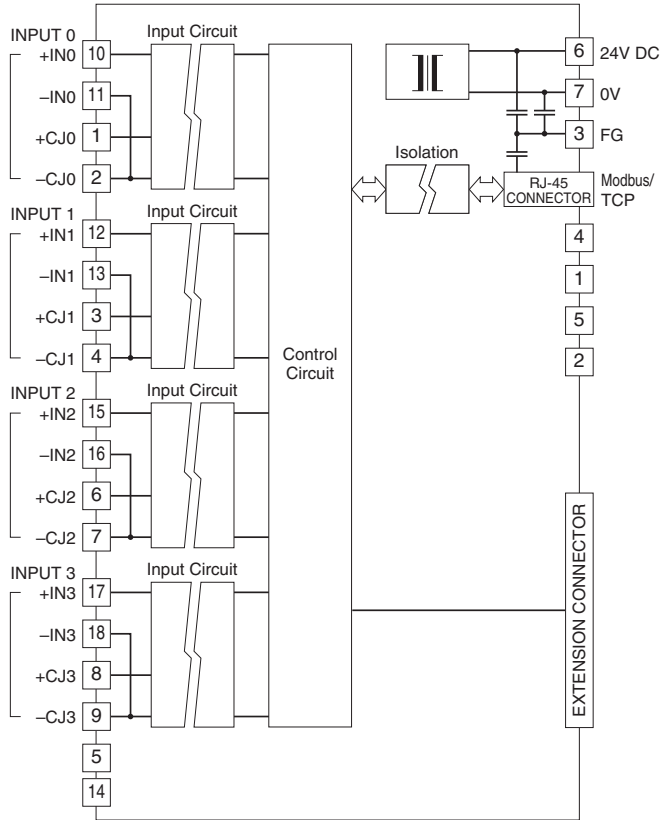 INPUT 0
+IN0 10
–IN0 11
+CJ0 1
–CJ0 2
Input Circuit
INPUT 1
+IN1 12
–IN1 13
+CJ1 3
–CJ1 4
Input Circuit
INPUT 2
+IN2 15
–IN2 16
+CJ2 6
–CJ2 7
Input Circuit
INPUT 3
+IN3 17
–IN3 18
+CJ3 8
–CJ3 9
Input Circuit
5
14
Control
Circuit
6 24V DC
7 0V
3 FG
Isolation
RJ-45
CONNECTOR
Modbus/
TCP
4
1
5
2
EXTENSION CONNECTOR